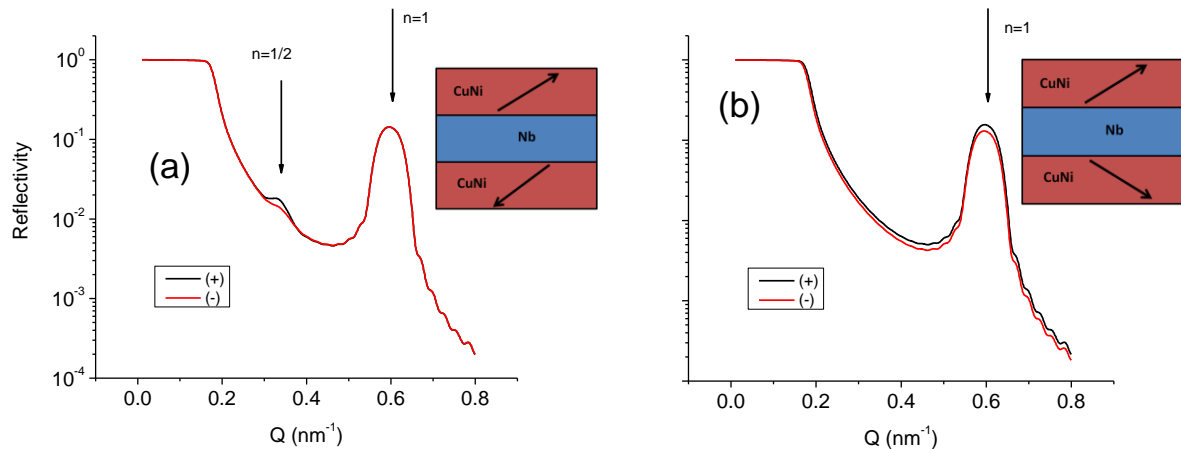 n=1
n=1/2
10⁰
10⁻¹
10⁻²
10⁻³
10⁻⁴
Reflectivity
(a)
CuNi
Nb
CuNi
(+)
(-)
0.0 0.2 0.4 0.6 0.8
Q (nm⁻¹)
n=1
(b)
CuNi
Nb
CuNi
(+)
(-)
0.0 0.2 0.4 0.6 0.8
Q (nm⁻¹)